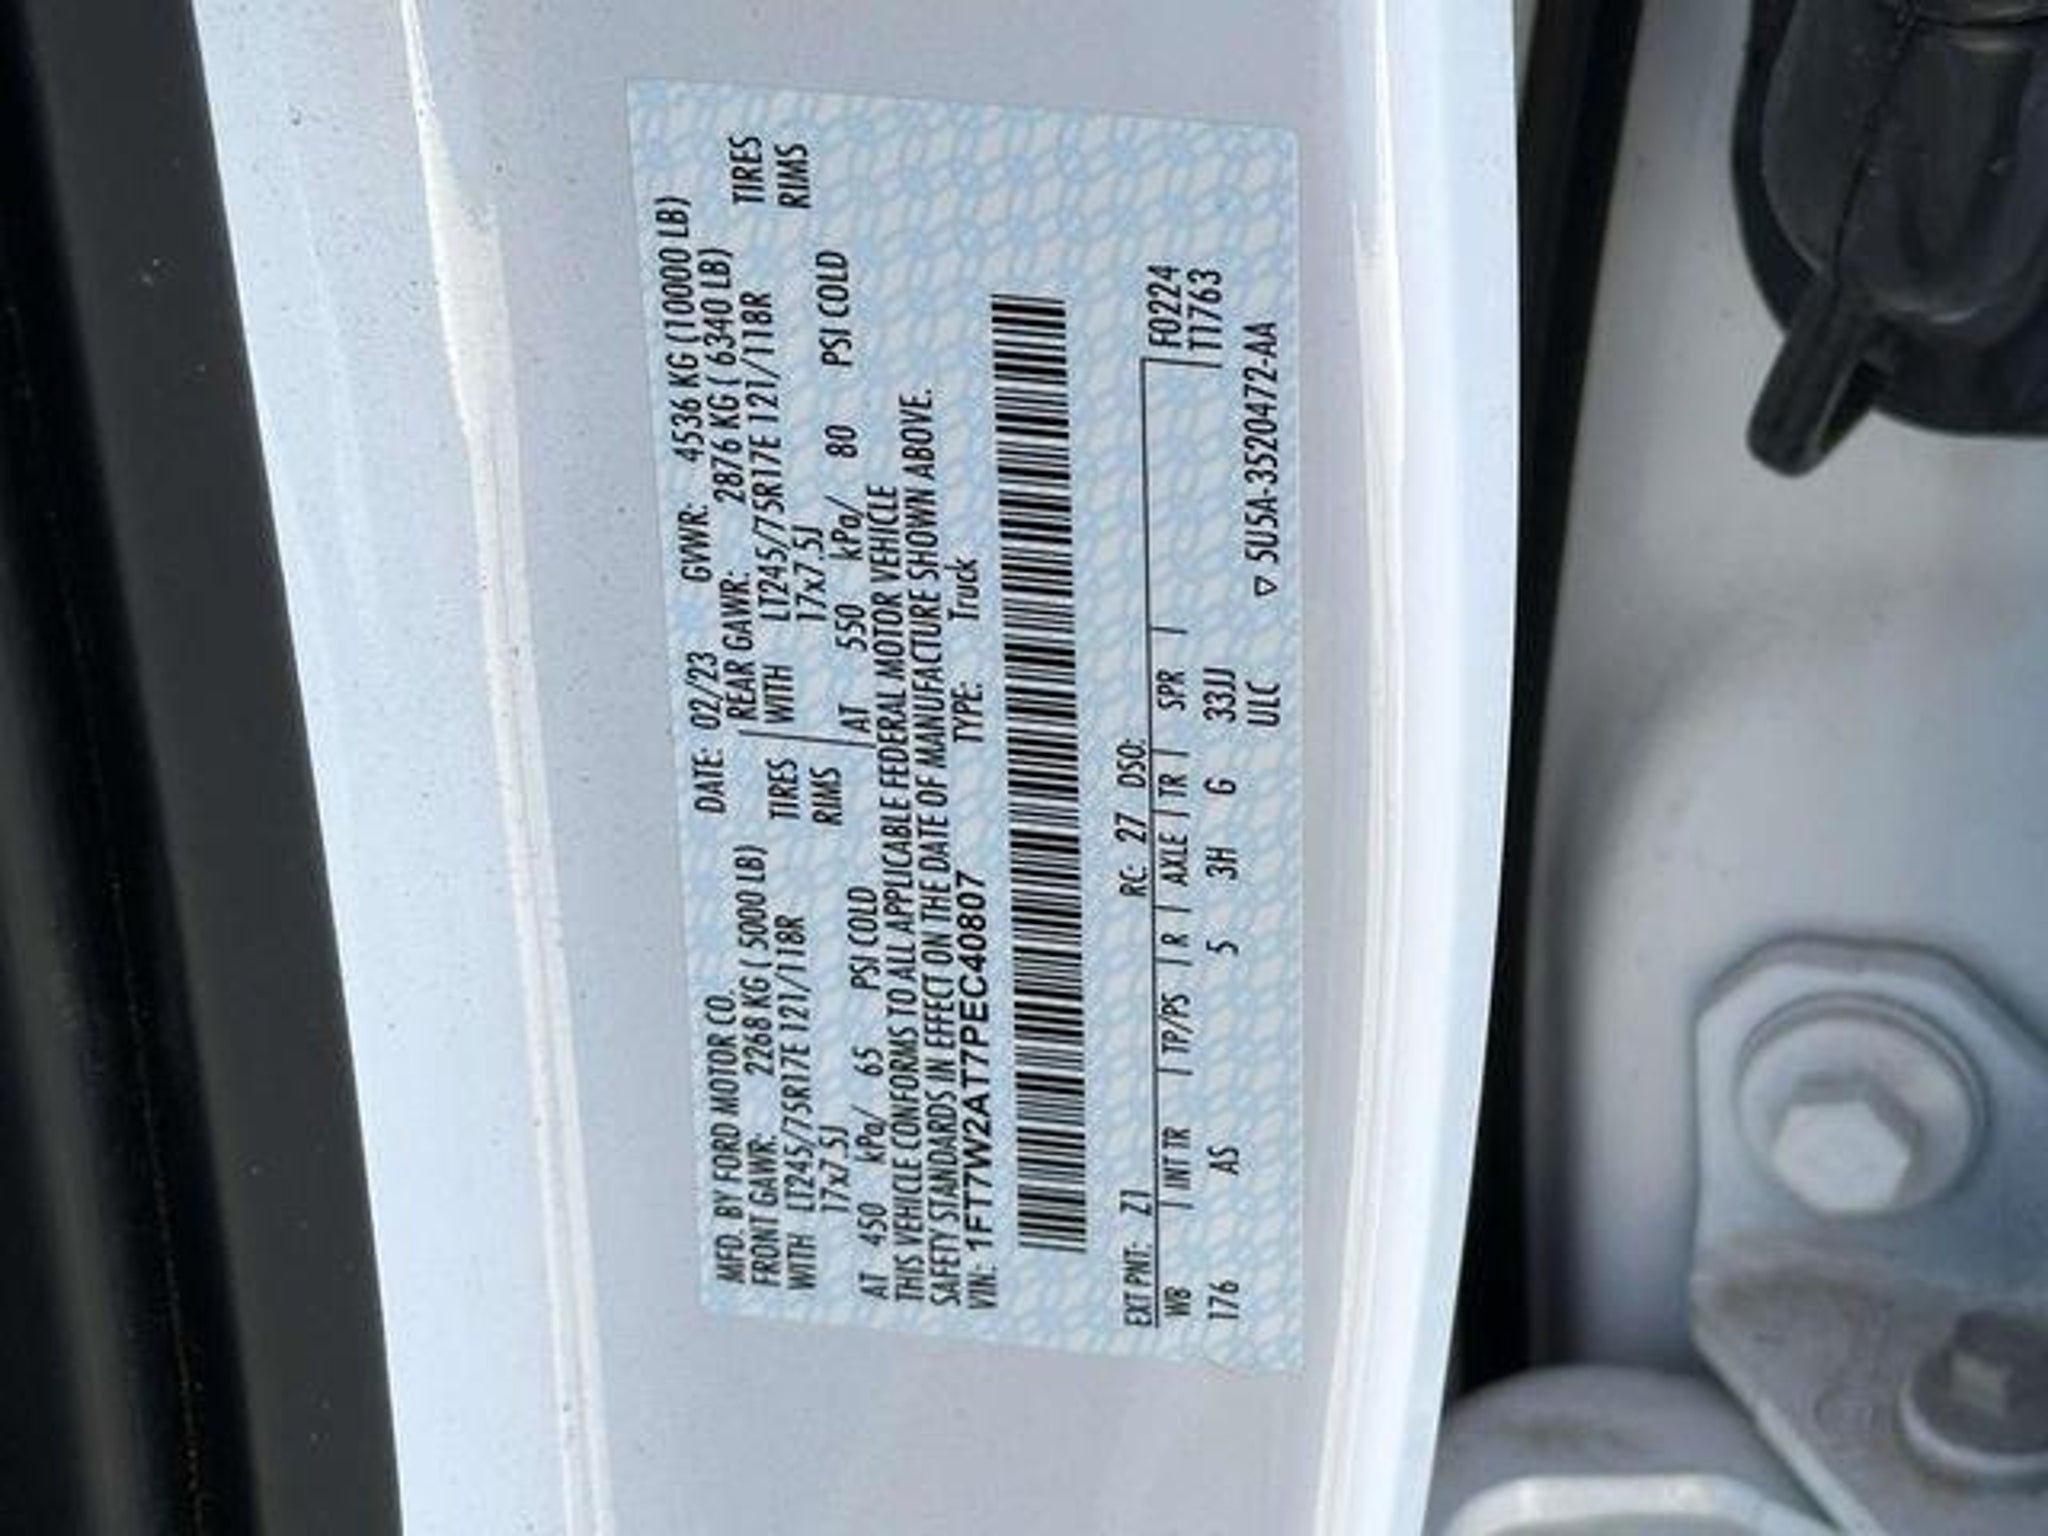 MFD. BY FORD MOTOR CO.
DATE: 02/23 GVWR: 4536 KG (10000 LB)
FRONT GAWR: 2268 KG ( 5000 LB)
REAR GAWR: 2876 KG ( 6340 LB)
WITH LT245/75R17E 121/118R TIRES
WITH LT245/75R17E 121/118R TIRES
17x7.5J RIMS
17x7.5J RIMS
AT 450 kPa/ 65 PSI COLD
AT 550 kPa/ 80 PSI COLD
THIS VEHICLE CONFORMS TO ALL APPLICABLE FEDERAL MOTOR VEHICLE
SAFETY STANDARDS IN EFFECT ON THE DATE OF MANUFACTURE SHOWN ABOVE.
VIN: 1FT7W2AT7PEC40807 TYPE: Truck
EXT PNT: Z1 RC: 27 DSO:
F0224
WB | INT TR | TP/PS | R | AXLE | TR | SPR |
T1763
176 AS 5 3H G 33JJ
ULC ▽ 5U5A-3520472-AA